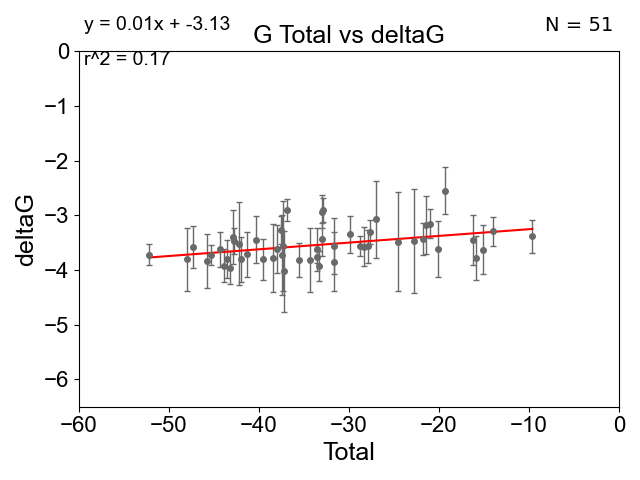 y = 0.01x + -3.13
N = 51
G Total vs deltaG
r^2 = 0.17
0
−1
−2
−3
−4
−5
−6
deltaG
−60
−50
−40
−30
−20
−10
0
Total